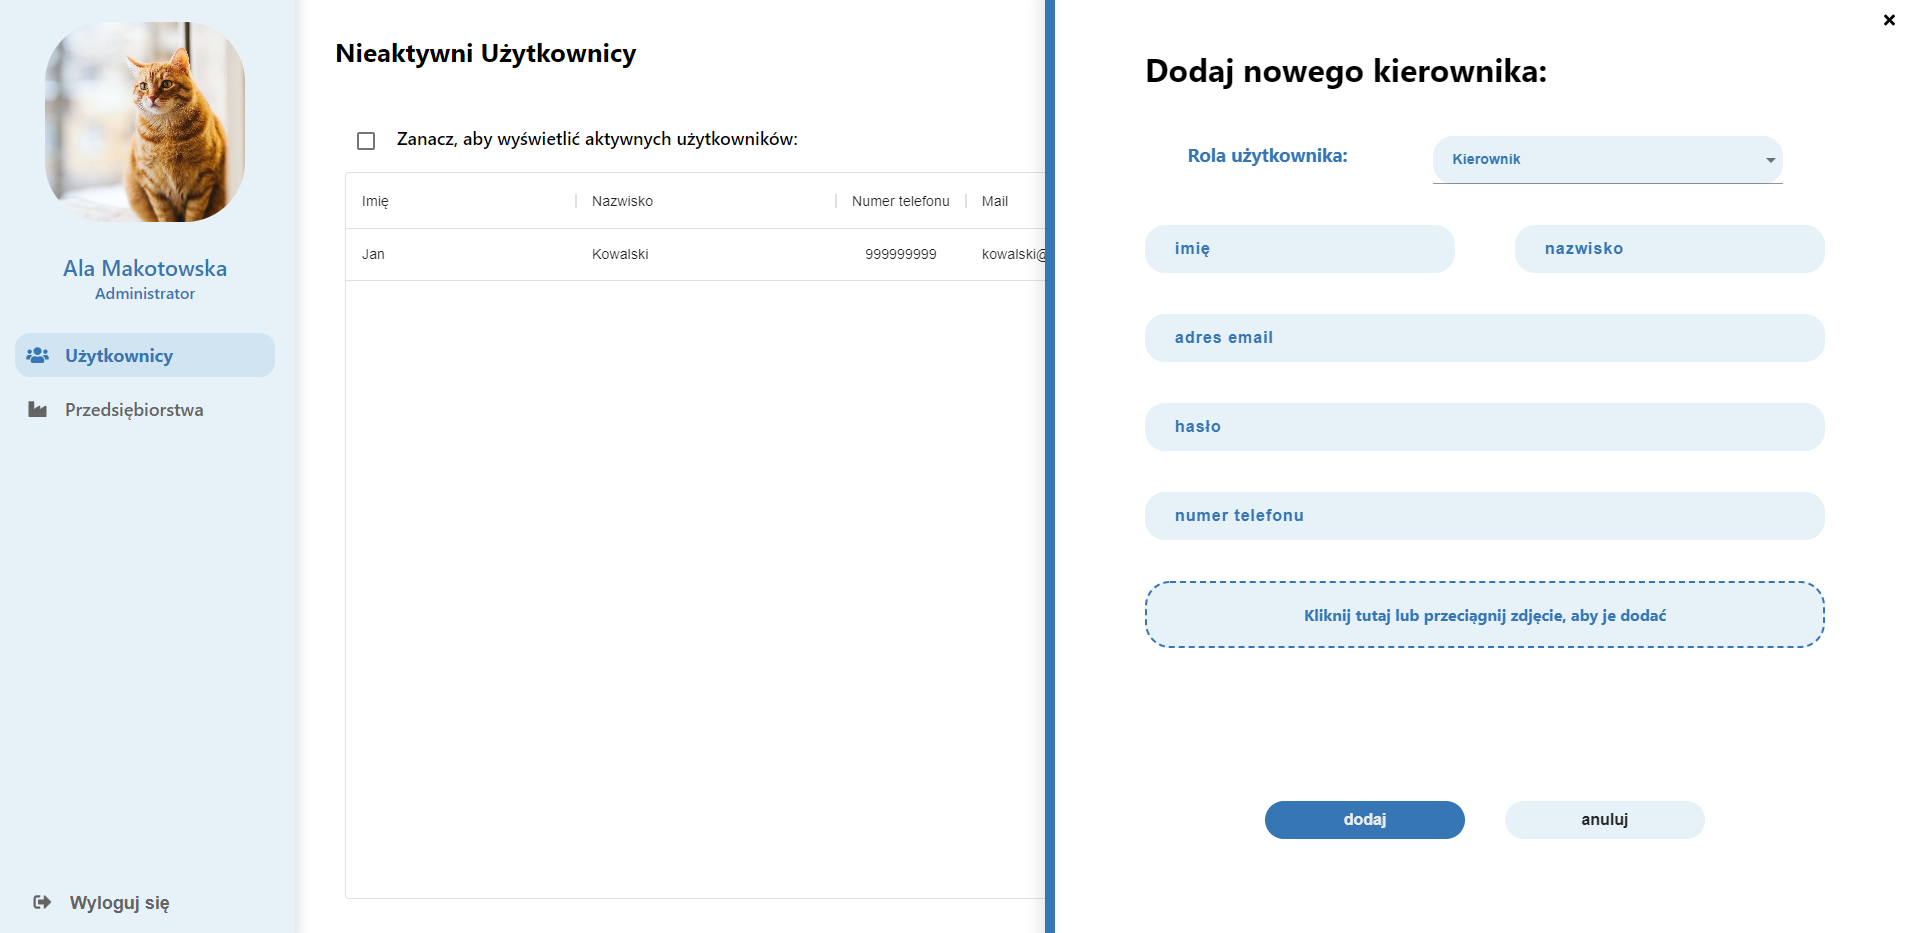 Ala Makotowska
Administrator
Użytkownicy
Przedsiębiorstwa
Wyloguj się
Nieaktywni Użytkownicy
Zanacz, aby wyświetlić aktywnych użytkowników:
Imię Nazwisko Numer telefonu Mail
Jan Kowalski 999999999 kowalski@
Dodaj nowego kierownika:
Rola użytkownika: Kierownik
imię nazwisko
adres email
hasło
numer telefonu
Kliknij tutaj lub przeciągnij zdjęcie, aby je dodać
dodaj anuluj